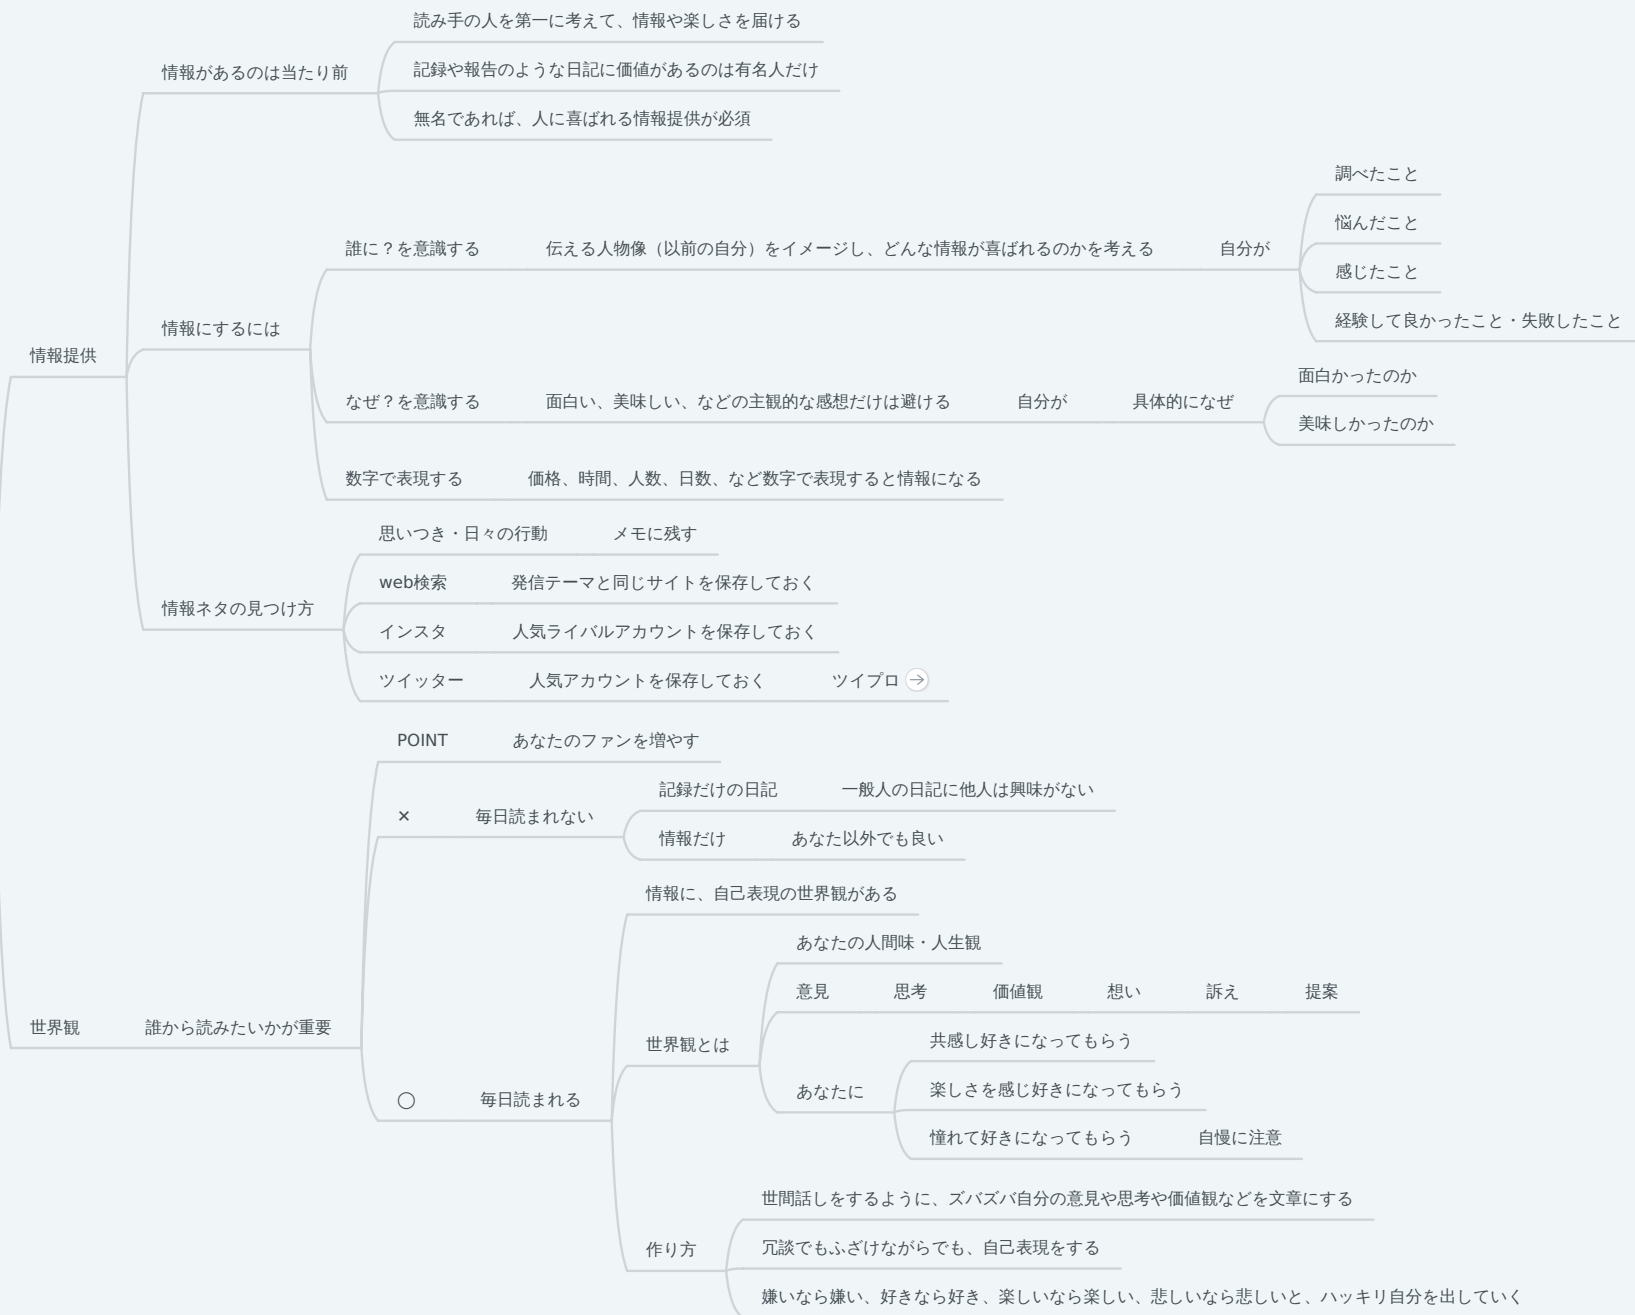 情報提供
情報があるのは当たり前
読み手の人を第一に考えて、情報や楽しさを届ける
記録や報告のような日記に価値があるのは有名人だけ
無名であれば、人に喜ばれる情報提供が必須
情報にするには
誰に？を意識する
伝える人物像（以前の自分）をイメージし、どんな情報が喜ばれるのかを考える
自分が
調べたこと
悩んだこと
感じたこと
経験して良かったこと・失敗したこと
なぜ？を意識する
面白い、美味しい、などの主観的な感想だけは避ける
自分が
具体的になぜ
面白かったのか
美味しかったのか
数字で表現する
価格、時間、人数、日数、など数字で表現すると情報になる
情報ネタの見つけ方
思いつき・日々の行動
メモに残す
web検索
発信テーマと同じサイトを保存しておく
インスタ
人気ライバルアカウントを保存しておく
ツイッター
人気アカウントを保存しておく
ツイプロ
世界観
誰から読みたいかが重要
POINT
あなたのファンを増やす
✕
毎日読まれない
記録だけの日記
一般人の日記に他人は興味がない
情報だけ
あなた以外でも良い
◯
毎日読まれる
情報に、自己表現の世界観がある
世界観とは
あなたの人間味・人生観
意見
思考
価値観
想い
訴え
提案
あなたに
共感し好きになってもらう
楽しさを感じ好きになってもらう
憧れて好きになってもらう
自慢に注意
作り方
世間話しをするように、ズバズバ自分の意見や思考や価値観などを文章にする
冗談でもふざけながらでも、自己表現をする
嫌いなら嫌い、好きなら好き、楽しいなら楽しい、悲しいなら悲しいと、ハッキリ自分を出していく